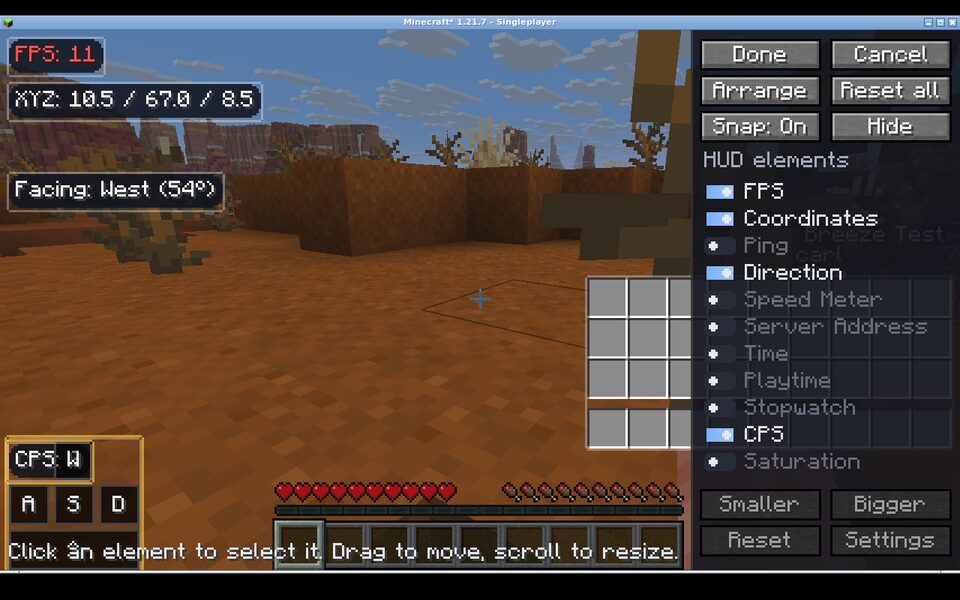 Minecraft* 1.21.7 - Singleplayer
FPS: 11
XYZ: 10.5 / 67.0 / 8.5
Facing: West (54°)
CPS: W
A S D
Click an element to select it. Drag to move, scroll to resize.
Done Cancel
Arrange Reset all
Snap: On Hide
HUD elements
FPS
Coordinates
Ping
Breeze Test
carl
Direction
Speed Meter
Server Address
Time
Playtime
Stopwatch
CPS
Saturation
Smaller Bigger
Reset Settings